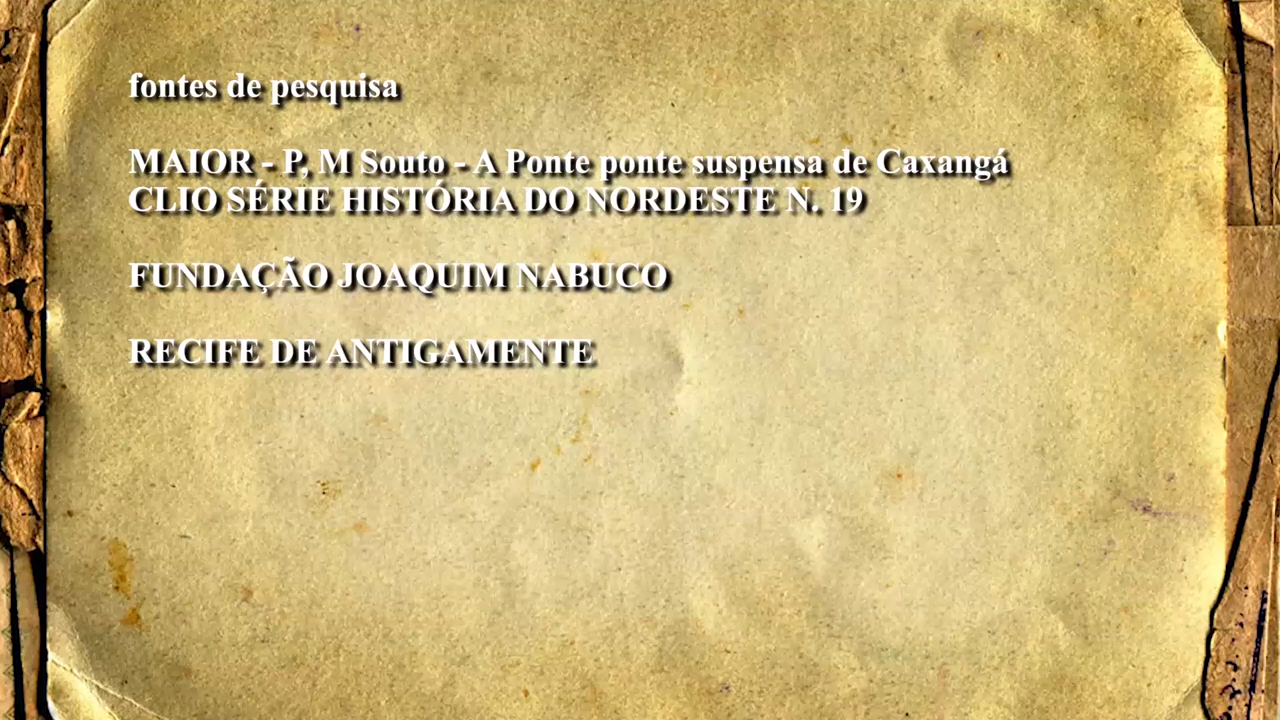 fontes de pesquisa
MAIOR - P, M Souto - A Ponte ponte suspensa de Caxangá
CLIO SÉRIE HISTÓRIA DO NORDESTE N. 19
FUNDAÇÃO JOAQUIM NABUCO
RECIFE DE ANTIGAMENTE